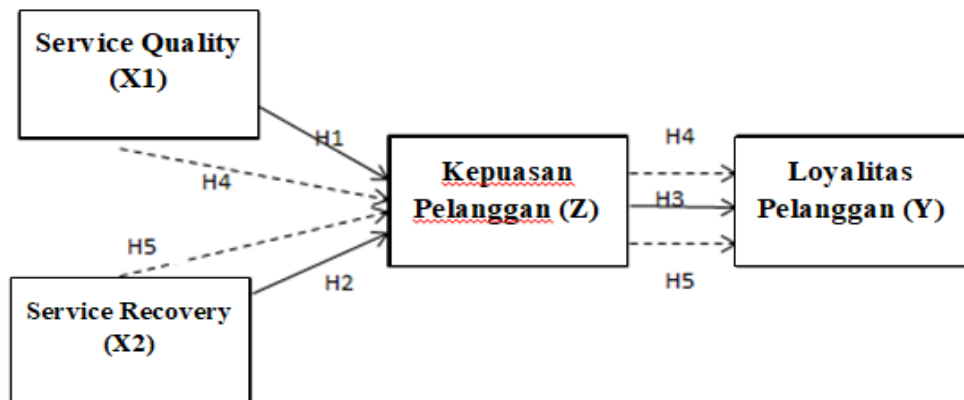 Service Quality
(X1)
H1
H4
H5
H2
Service Recovery
(X2)
Kepuasan
Pelanggan (Z)
H4
H3
H5
Loyalitas
Pelanggan (Y)